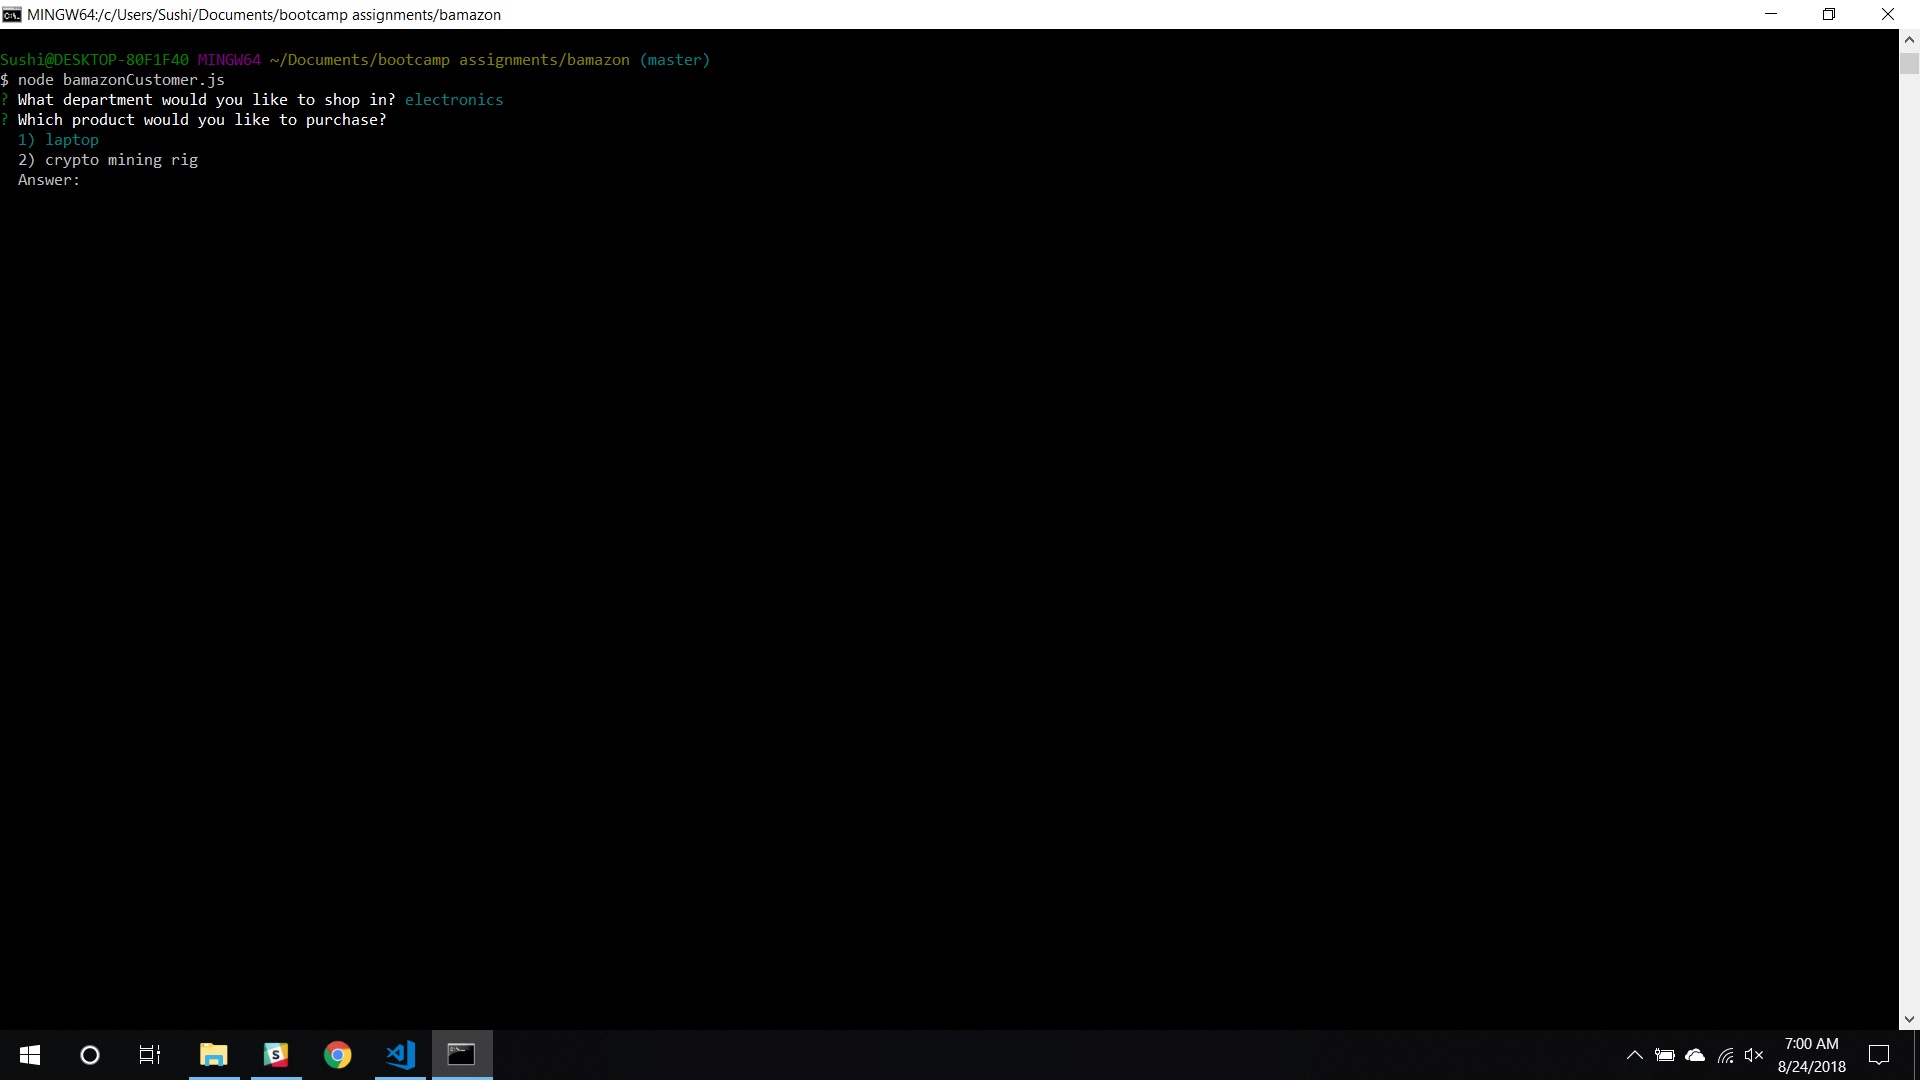 MINGW64:/c/Users/Sushi/Documents/bootcamp assignments/bamazon
Sushi@DESKTOP-80F1F40 MINGW64 ~/Documents/bootcamp assignments/bamazon (master)
$ node bamazonCustomer.js
? What department would you like to shop in? electronics
? Which product would you like to purchase?
1) laptop
2) crypto mining rig
Answer:
7:00 AM
8/24/2018